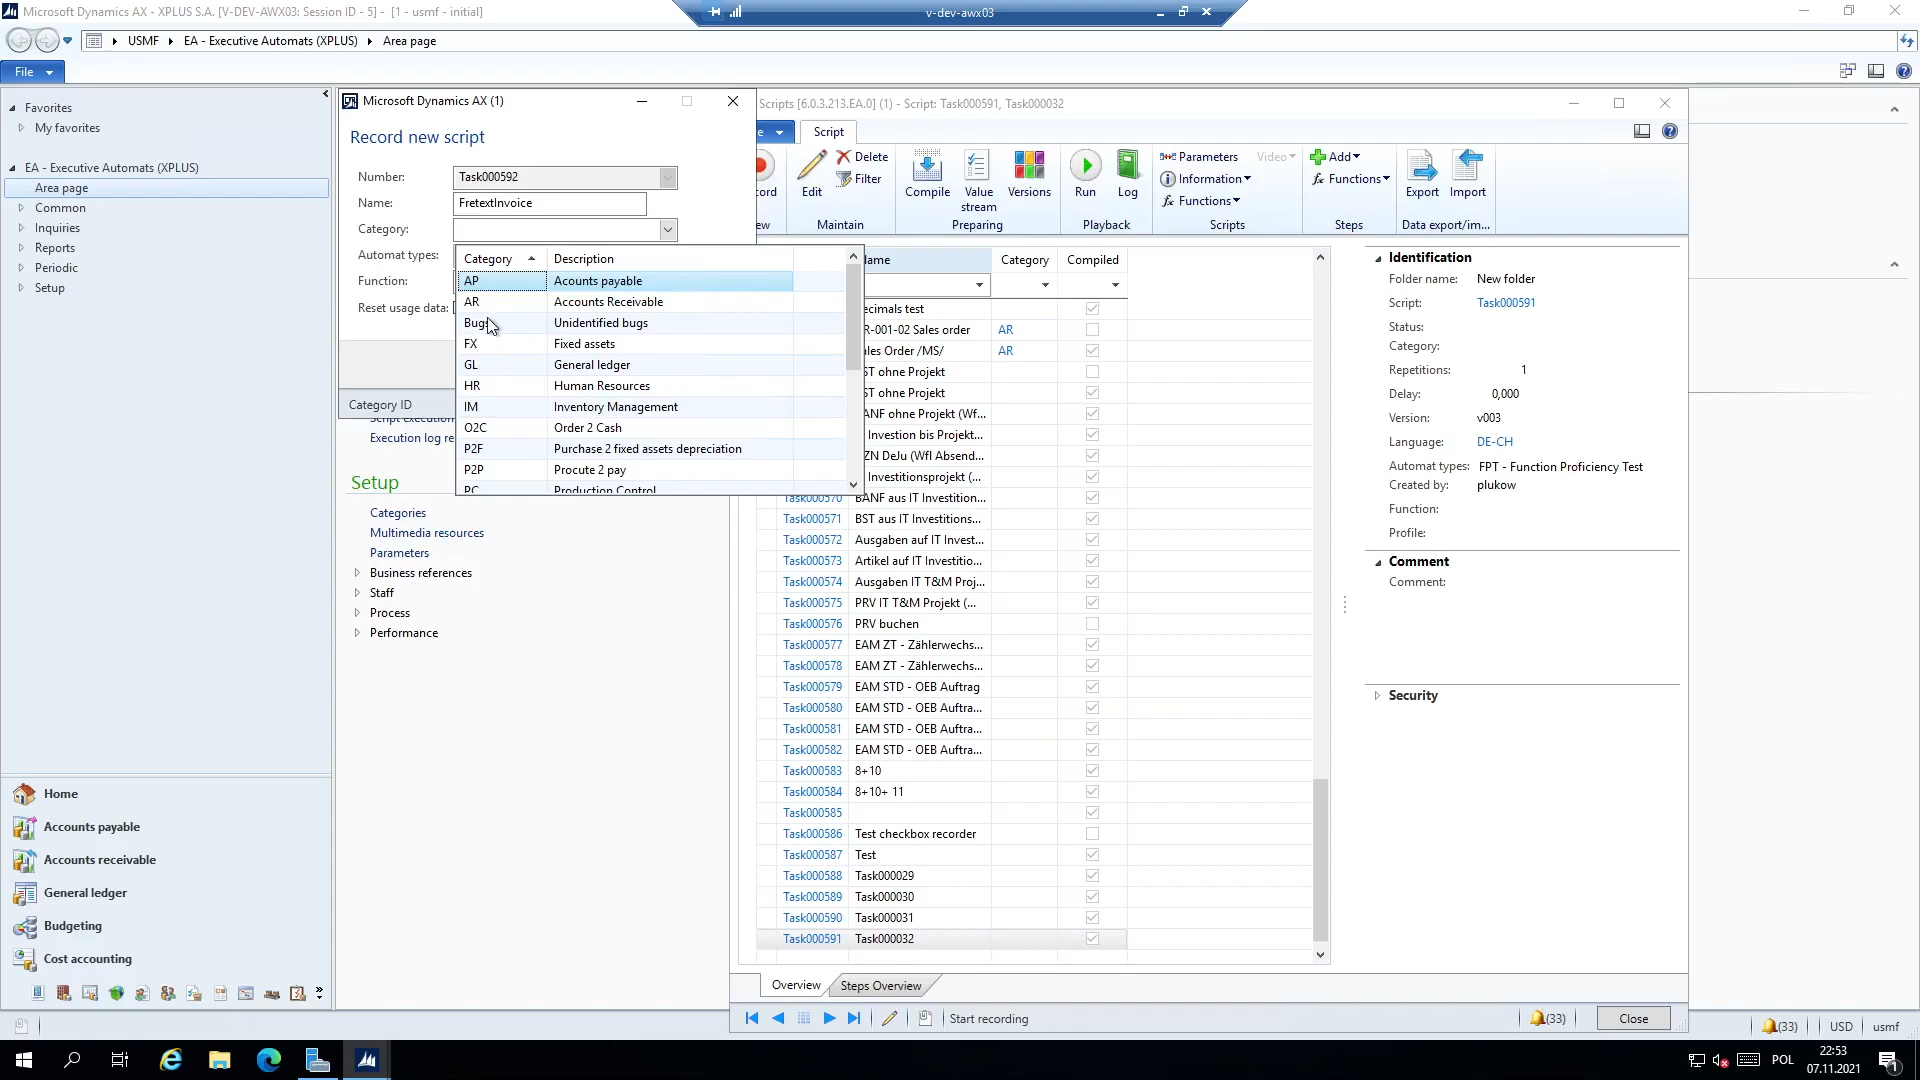 Microsoft Dynamics AX - XPLUS S.A. [V-DEV-AWX03: Session ID - 5] - [1 - usmf - initial]
v-dev-awx03
USMF
EA - Executive Automats (XPLUS)
Area page
File
Favorites
My favorites
EA - Executive Automats (XPLUS)
Area page
Common
Inquiries
Reports
Periodic
Setup
Home
Accounts payable
Accounts receivable
General ledger
Budgeting
Cost accounting
Microsoft Dynamics AX (1)
Record new script
Number: Task000592
Name: FretextInvoice
Category:
Automat types:
Function:
Reset usage data:
Category ID
Category Description
AP Acounts payable
AR Accounts Receivable
Bugs Unidentified bugs
FX Fixed assets
GL General ledger
HR Human Resources
IM Inventory Management
O2C Order 2 Cash
P2F Purchase 2 fixed assets depreciation
P2P Procute 2 pay
PC Production Control
Execution log re
Setup
Categories
Multimedia resources
Parameters
Business references
Staff
Process
Performance
Scripts [6.0.3.213.EA.0] (1) - Script: Task000591, Task000032
Script
ord
Edit
Delete
Filter
Maintain
Compile
Value stream
Versions
Preparing
Run
Log
Playback
Parameters
Video
Information
Functions
Scripts
Add
Functions
Steps
Export
Import
Data export/im...
ame Category Compiled
ecimals test
R-001-02 Sales order AR
les Order /MS/ AR
ST ohne Projekt
ST ohne Projekt
ANF ohne Projekt (Wf...
Investion bis Projekt...
ZN DeJu (Wfl Absend...
Investitionsprojekt (...
Task000570 BANF aus IT Investition...
Task000571 BST aus IT Investitions...
Task000572 Ausgaben auf IT Invest...
Task000573 Artikel auf IT Investitio...
Task000574 Ausgaben IT T&M Proj...
Task000575 PRV IT T&M Projekt (...
Task000576 PRV buchen
Task000577 EAM ZT - Zählerwechs...
Task000578 EAM ZT - Zählerwechs...
Task000579 EAM STD - OEB Auftrag
Task000580 EAM STD - OEB Auftra...
Task000581 EAM STD - OEB Auftra...
Task000582 EAM STD - OEB Auftra...
Task000583 8+10
Task000584 8+10+ 11
Task000585
Task000586 Test checkbox recorder
Task000587 Test
Task000588 Task000029
Task000589 Task000030
Task000590 Task000031
Task000591 Task000032
Overview
Steps Overview
Start recording
(33)
Close
Identification
Folder name: New folder
Script: Task000591
Status:
Category:
Repetitions: 1
Delay: 0,000
Version: v003
Language: DE-CH
Automat types: FPT - Function Proficiency Test
Created by: plukow
Function:
Profile:
Comment
Comment:
Security
(33)
USD
usmf
POL
22:53
07.11.2021
1